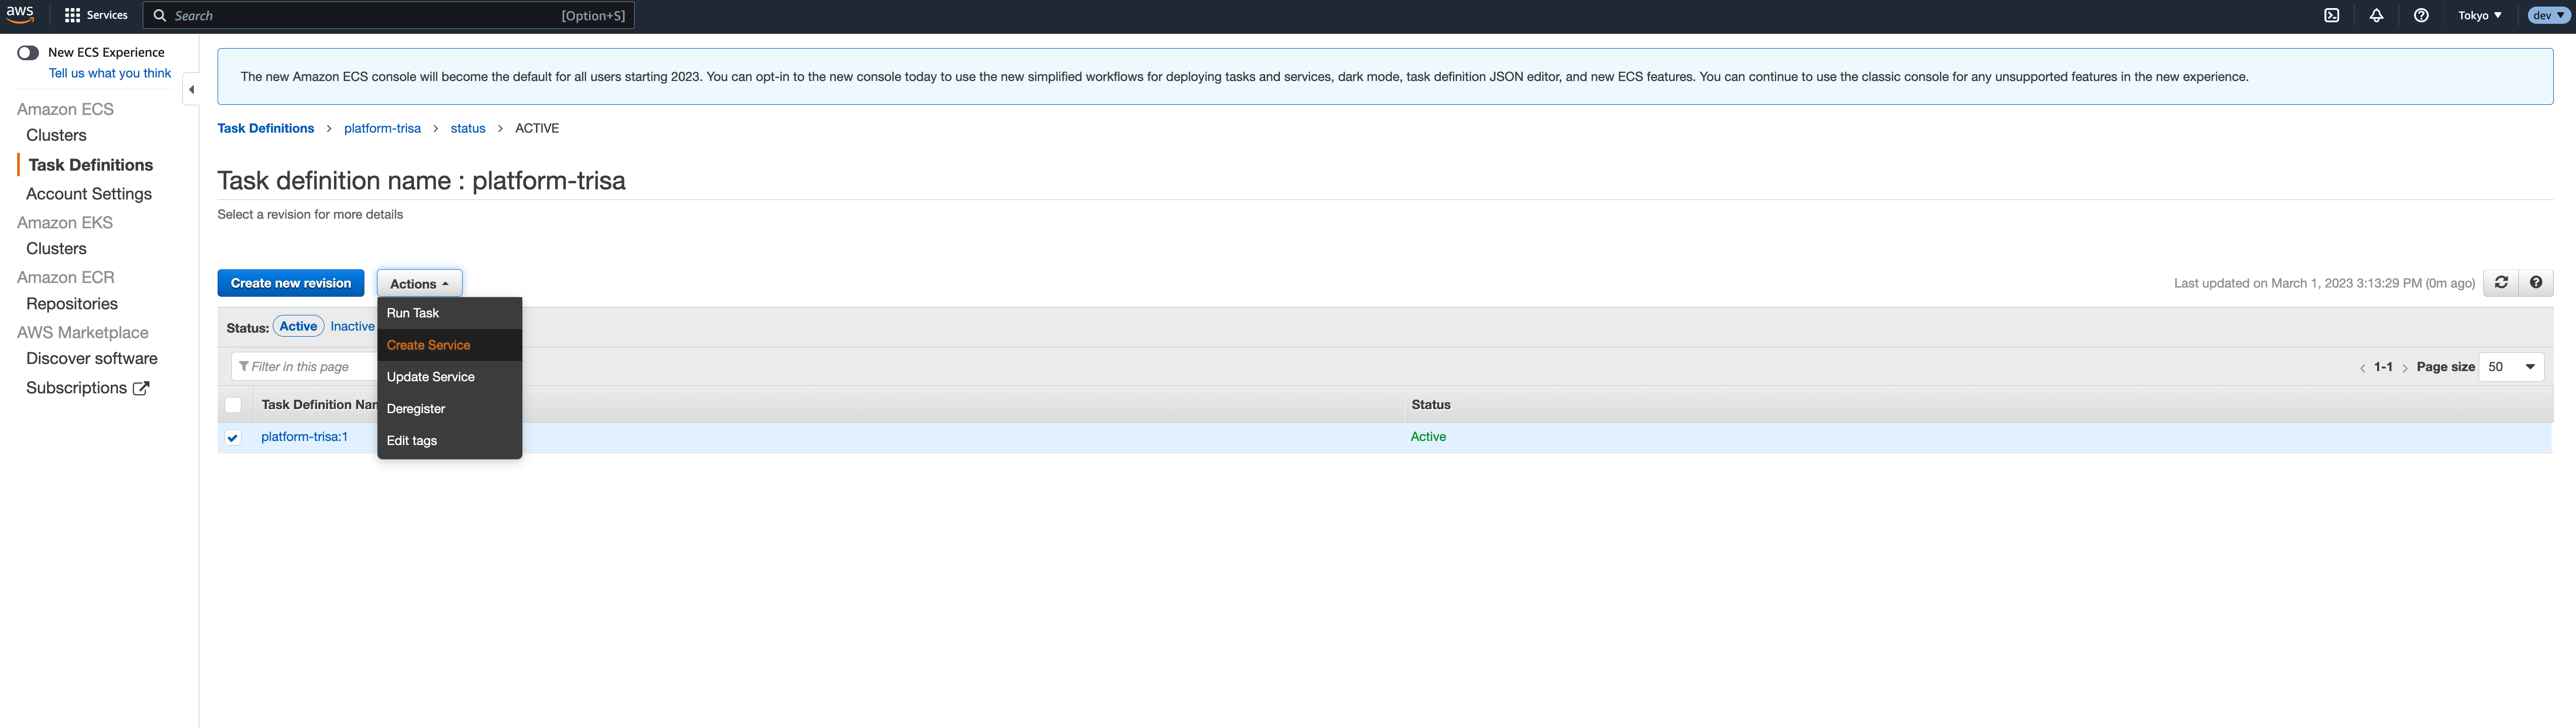 aws Services Search [Option+S] Tokyo dev
New ECS Experience
Tell us what you think
Amazon ECS
Clusters
Task Definitions
Account Settings
Amazon EKS
Clusters
Amazon ECR
Repositories
AWS Marketplace
Discover software
Subscriptions
The new Amazon ECS console will become the default for all users starting 2023. You can opt-in to the new console today to use the new simplified workflows for deploying tasks and services, dark mode, task definition JSON editor, and new ECS features. You can continue to use the classic console for any unsupported features in the new experience.
Task Definitions > platform-trisa > status > ACTIVE
Task definition name : platform-trisa
Select a revision for more details
Create new revision Actions Last updated on March 1, 2023 3:13:29 PM (0m ago)
Run Task
Create Service
Update Service
Deregister
Edit tags
Status: Active Inactive
Filter in this page < 1-1 > Page size 50
Task Definition Nan Status
platform-trisa:1 Active